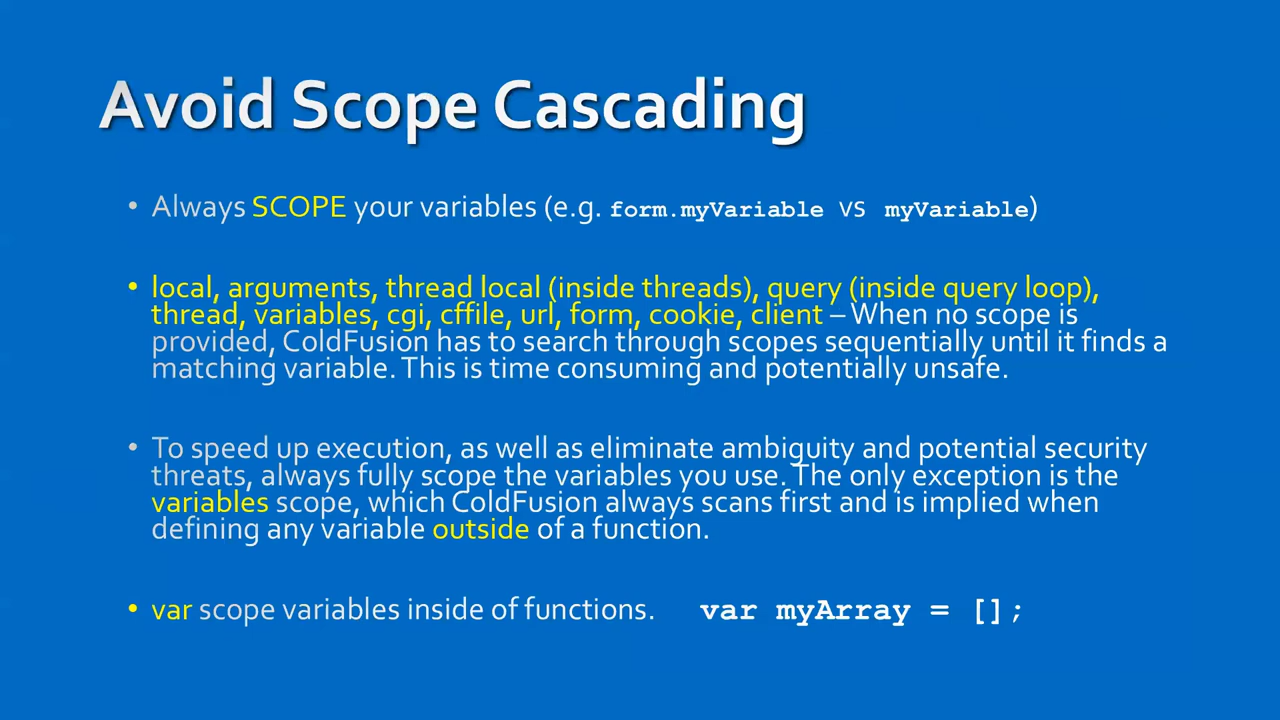 Avoid Scope Cascading
• Always SCOPE your variables (e.g. form.myVariable vs myVariable)
• local, arguments, thread local (inside threads), query (inside query loop),
thread, variables, cgi, cffile, url, form, cookie, client – When no scope is
provided, ColdFusion has to search through scopes sequentially until it finds a
matching variable. This is time consuming and potentially unsafe.
• To speed up execution, as well as eliminate ambiguity and potential security
threats, always fully scope the variables you use. The only exception is the
variables scope, which ColdFusion always scans first and is implied when
defining any variable outside of a function.
• var scope variables inside of functions. var myArray = [];